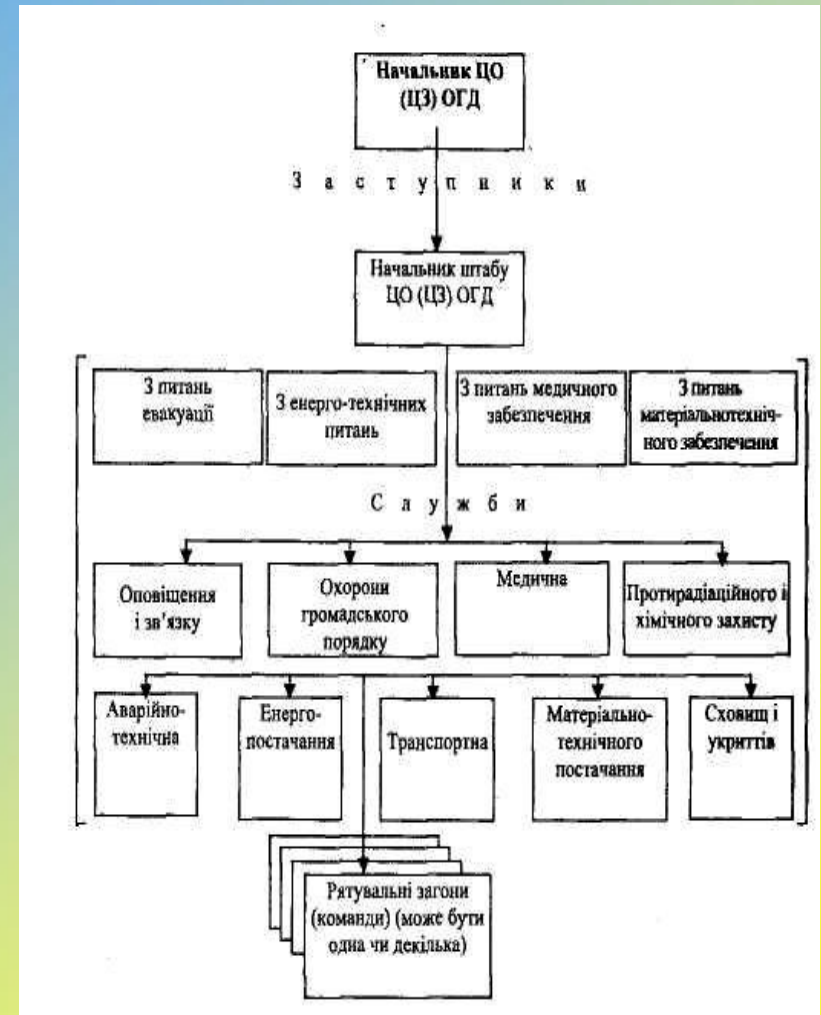 Начальник ЦО
(ЦЗ) ОГД
З а с т у п н и к и
Начальник штабу
ЦО (ЦЗ) ОГД
З питань
евакуації
З енерго-технічних
питань
З питань медичного
забезпечення
З питань
матеріальнотехніч-
ного забезпечення
С л у ж б и
Оповіщення
і зв’язку
Охорони
громадського
порядку
Медична
Протирадіаційного і
хімічного захисту
Аварійно-
технічна
Енерго-
постачання
Транспортна
Матеріально-
технічного
постачання
Сховищ і
укриттів
Рятувальні загони
(команди) (може бути
одна чи декілька)